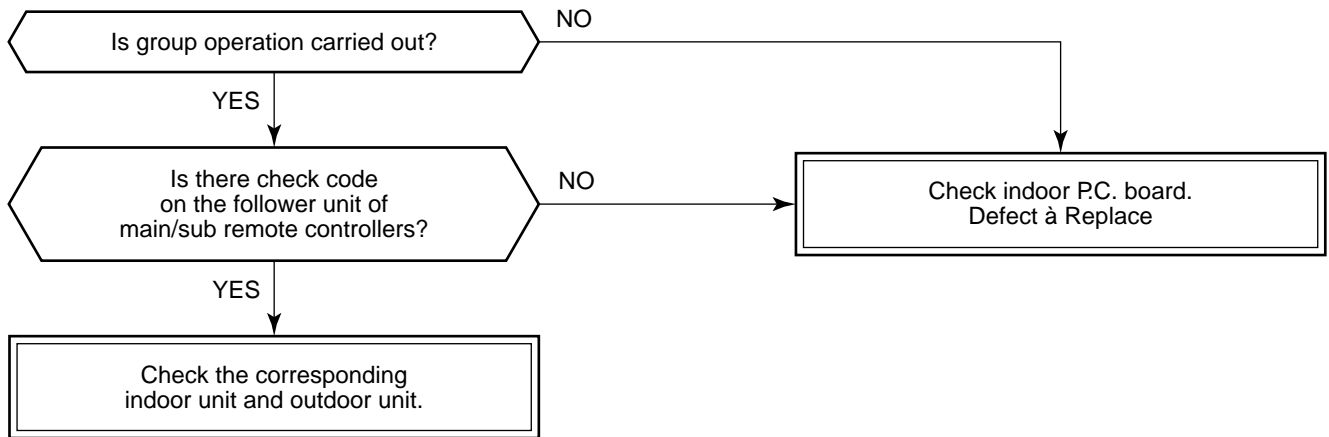 Is group operation carried out?
NO
YES
Is there check code
on the follower unit of
main/sub remote controllers?
NO
Check indoor P.C. board.
Defect à Replace
YES
Check the corresponding
indoor unit and outdoor unit.